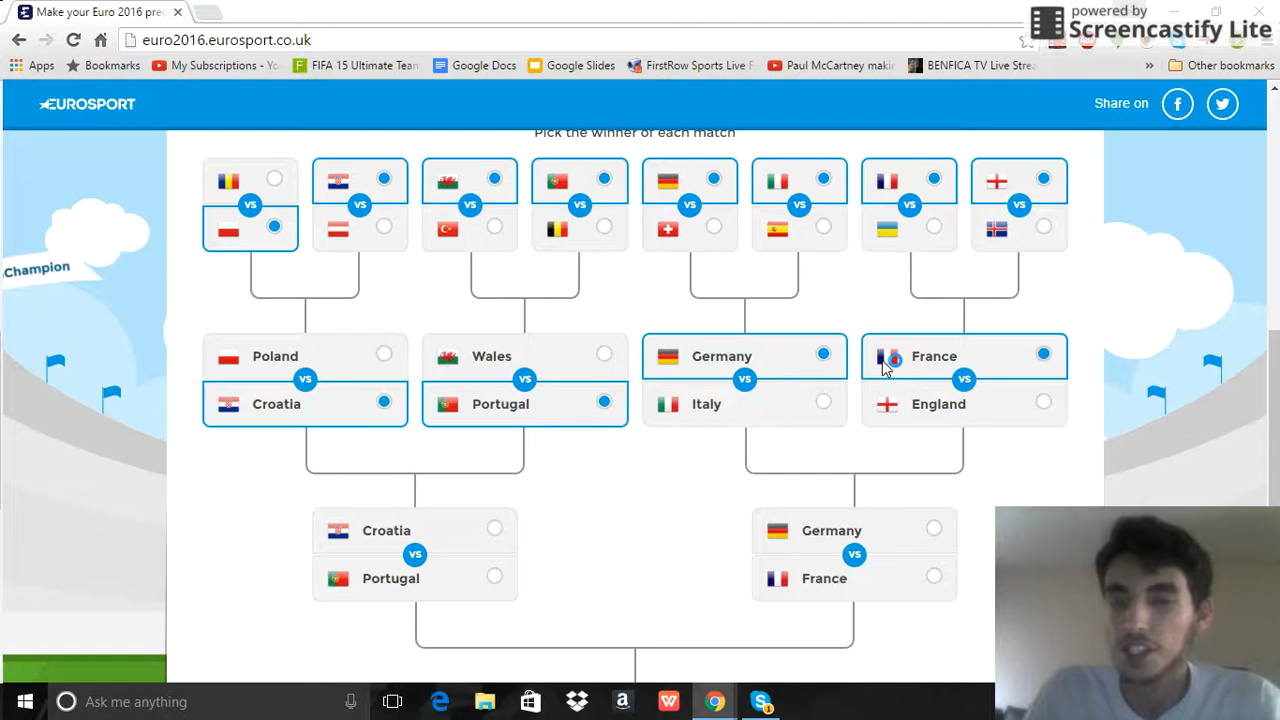 Make your Euro 2016 pre
powered by
Screencastify Lite
euro2016.eurosport.co.uk
Apps
Bookmarks
My Subscriptions - Yo
FIFA 15 Ultimate Team
Google Docs
Google Slides
FirstRow Sports Live F
Paul McCartney makin
BENFICA TV Live Strea
»
Other bookmarks
EUROSPORT
Share on
Pick the winner of each match
VS VS VS VS VS VS VS VS
Champion
Poland
Wales
Germany
France
VS VS VS VS
Croatia
Portugal
Italy
England
Croatia
Germany
VS VS
Portugal
France
Ask me anything